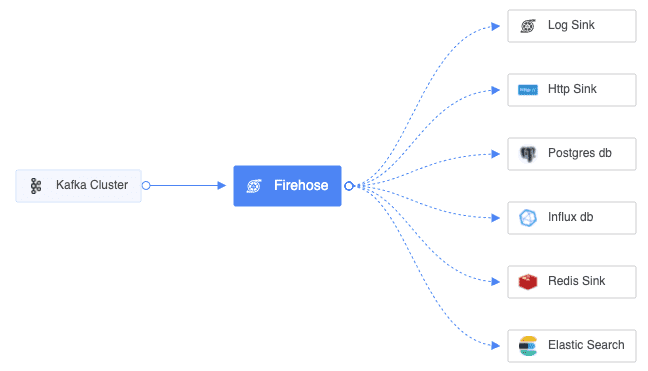 Log Sink
Http Sink
Postgres db
Kafka Cluster
Firehose
Influx db
Redis Sink
Elastic Search